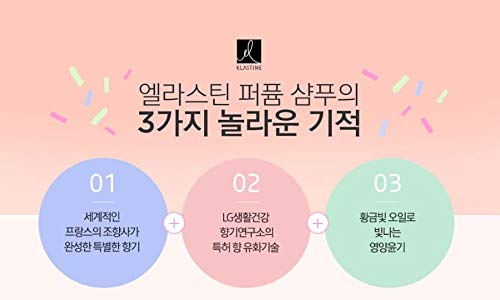 el
ELASTINE
엘라스틴 퍼퓸 샴푸의
3가지 놀라운 기적
01
세계적인
프랑스의 조향사가
완성한 특별한 향기
+
02
LG생활건강
향기연구소의
특허 향 유화기술
+
03
황금빛 오일로
빛나는
영양윤기